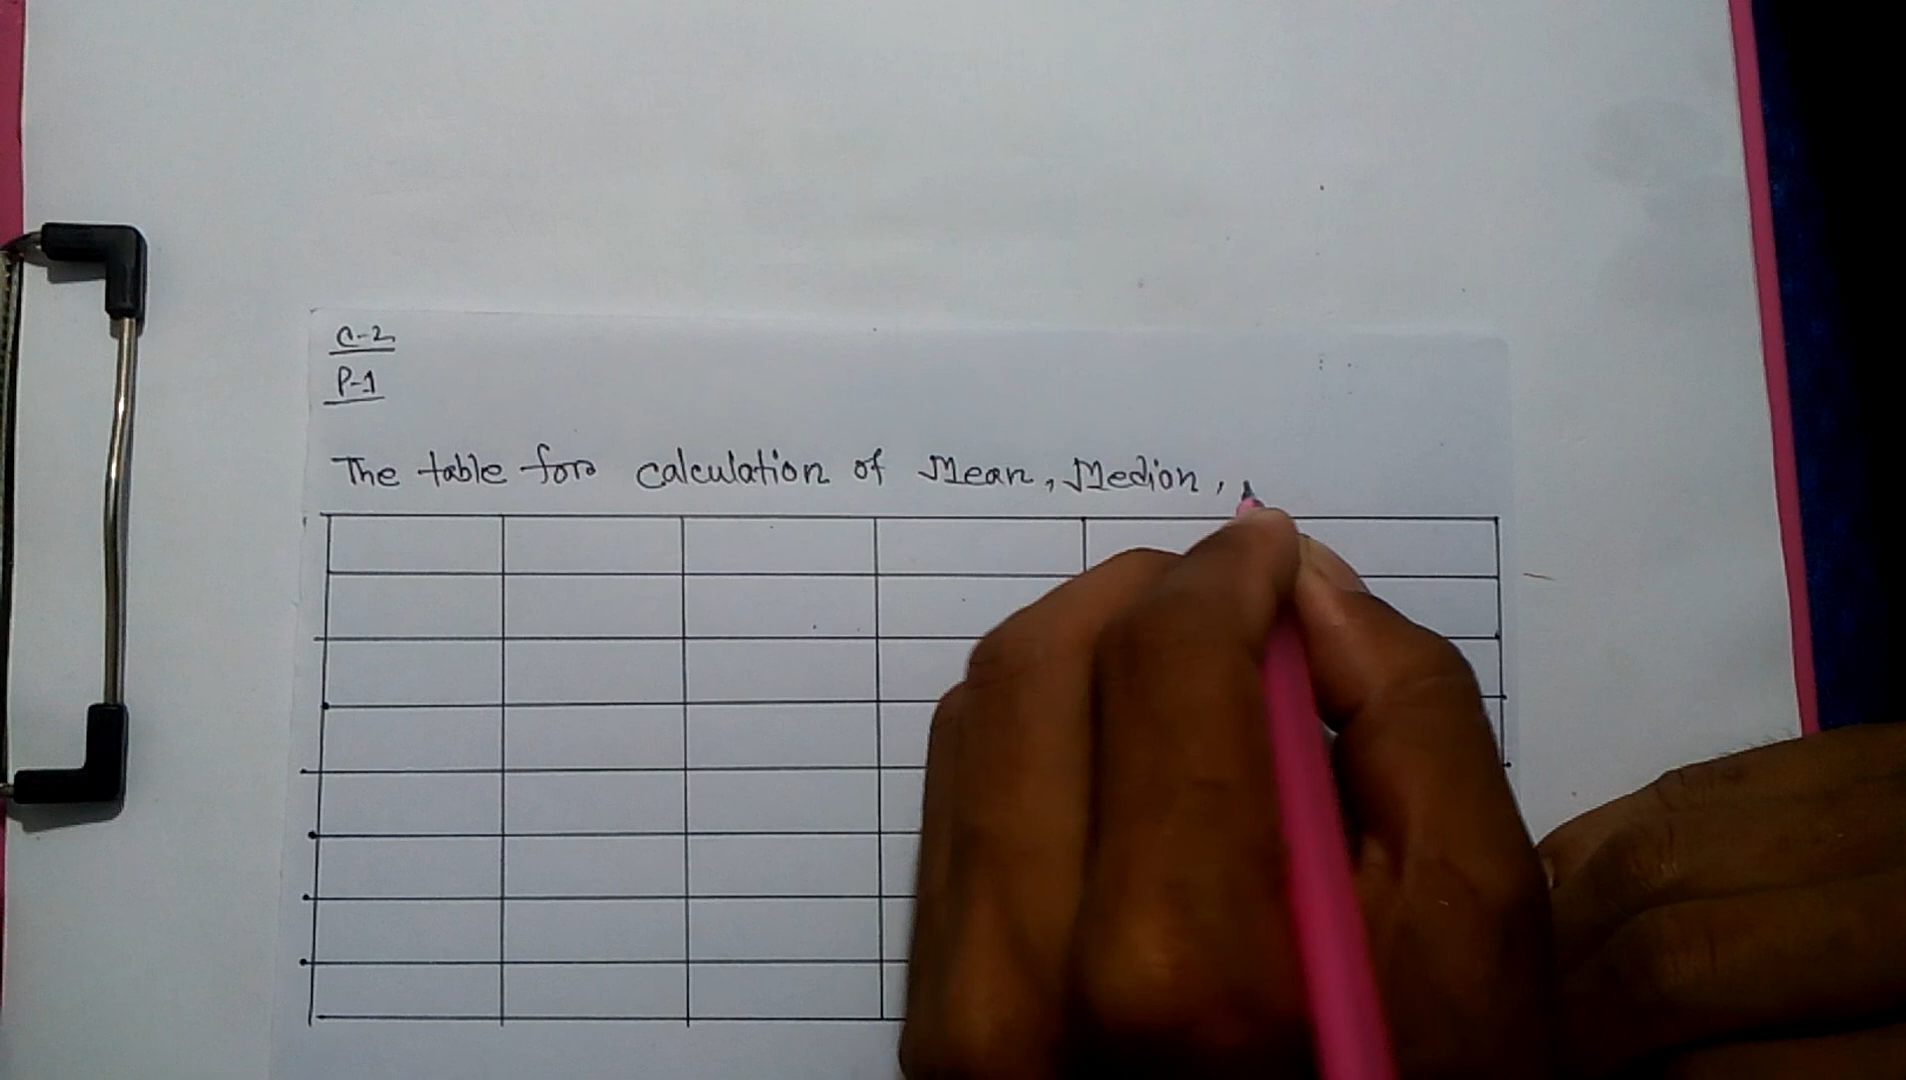 C-2
P-1
The table for calculation of Mean, Median,